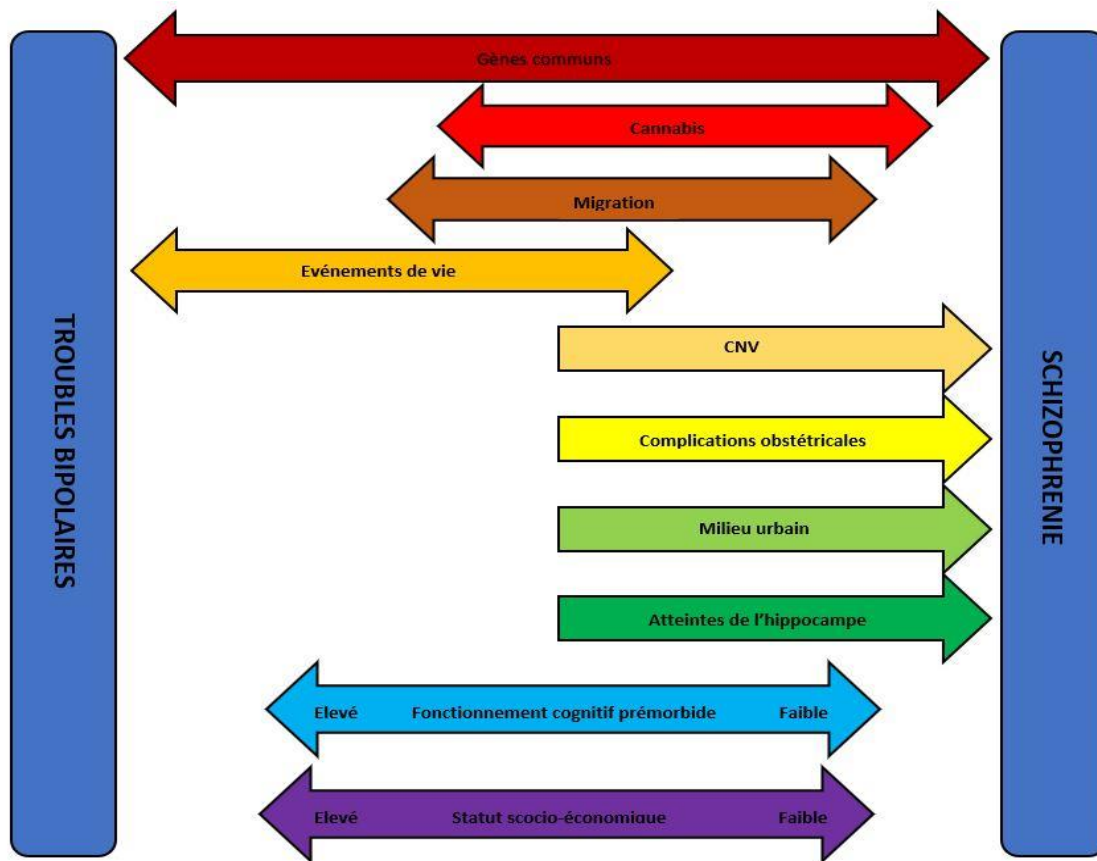 TROUBLES BIPOLAIRES
Gènes communs
Cannabis
Migration
Evénements de vie
CNV
Complications obstétricales
Milieu urbain
Atteintes de l'hippocampe
Elevé Fonctionnement cognitif prémorbide Faible
Elevé Statut scocio-économique Faible
SCHIZOPHRENIE